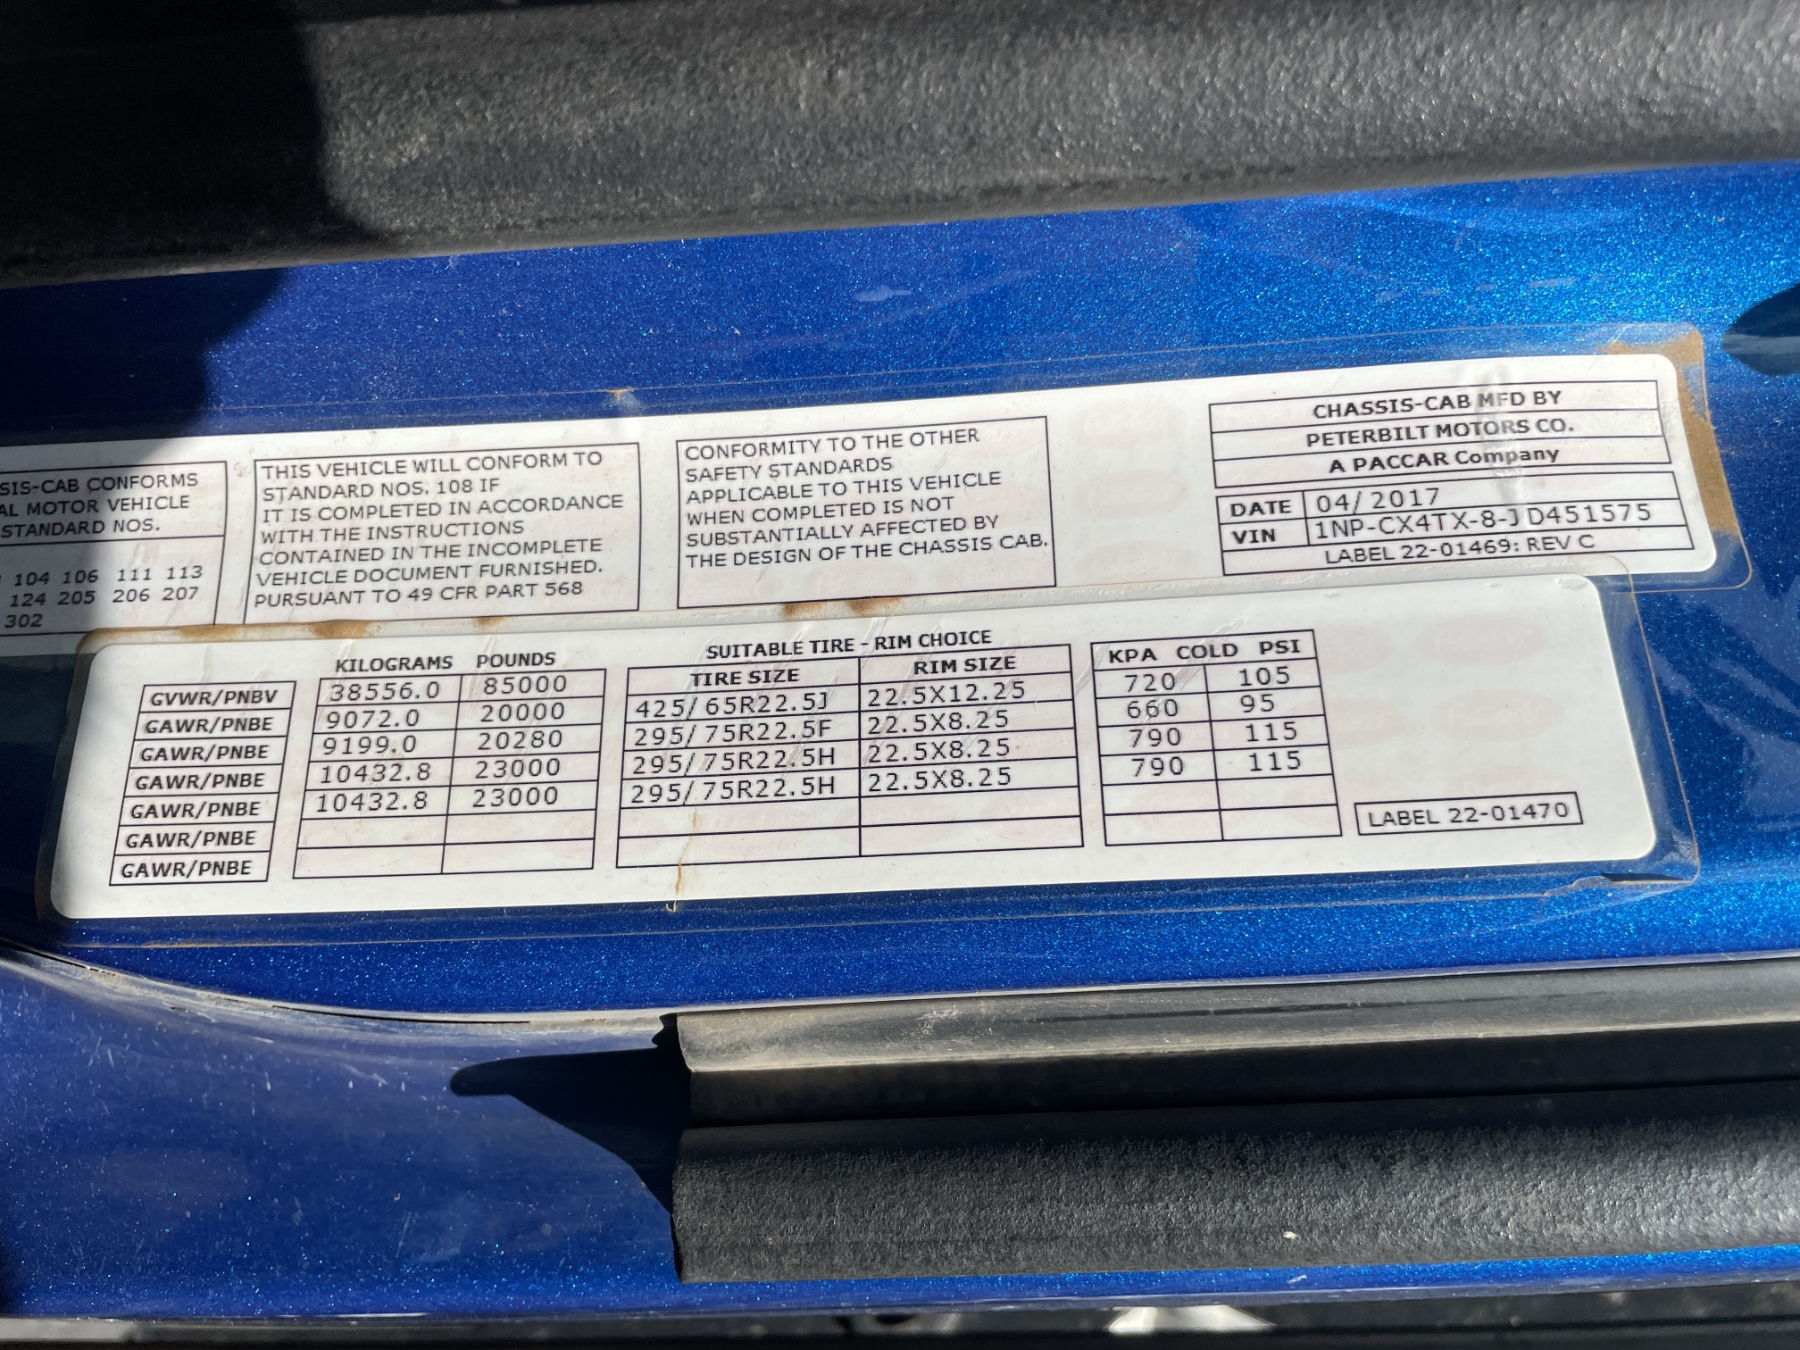 SIS-CAB CONFORMS
AL MOTOR VEHICLE
STANDARD NOS.
104 106 111 113
124 205 206 207
302
THIS VEHICLE WILL CONFORM TO
STANDARD NOS. 108 IF
IT IS COMPLETED IN ACCORDANCE
WITH THE INSTRUCTIONS
CONTAINED IN THE INCOMPLETE
VEHICLE DOCUMENT FURNISHED.
PURSUANT TO 49 CFR PART 568
CONFORMITY TO THE OTHER
SAFETY STANDARDS
APPLICABLE TO THIS VEHICLE
WHEN COMPLETED IS NOT
SUBSTANTIALLY AFFECTED BY
THE DESIGN OF THE CHASSIS CAB.
CHASSIS-CAB MFD BY
PETERBILT MOTORS CO.
A PACCAR Company
DATE 04/2017
VIN 1NP-CX4TX-8-JD451575
LABEL 22-01469: REV C
KILOGRAMS POUNDS
SUITABLE TIRE - RIM CHOICE
TIRE SIZE RIM SIZE
KPA COLD PSI
GVWR/PNBV 38556.0 85000
GAWR/PNBE 9072.0 20000 425/65R22.5J 22.5X12.25 720 105
GAWR/PNBE 9199.0 20280 295/75R22.5F 22.5X8.25 660 95
GAWR/PNBE 10432.8 23000 295/75R22.5H 22.5X8.25 790 115
GAWR/PNBE 10432.8 23000 295/75R22.5H 22.5X8.25 790 115
GAWR/PNBE
GAWR/PNBE
LABEL 22-01470